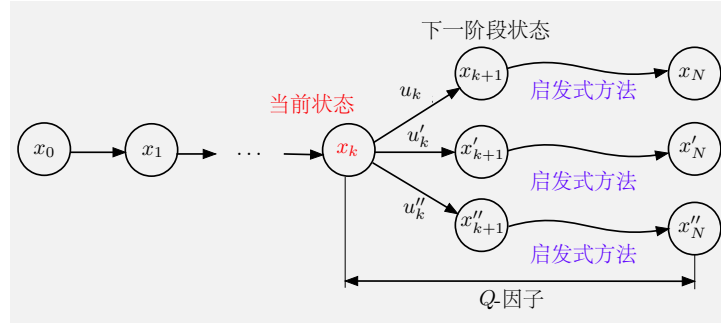 下一阶段状态
x_{k+1}
x_N
启发式方法
当前状态
u_k
x_0
x_1
···
x_k
u'_k
x'_{k+1}
x'_N
启发式方法
u''_k
x''_{k+1}
x''_N
启发式方法
Q-因子